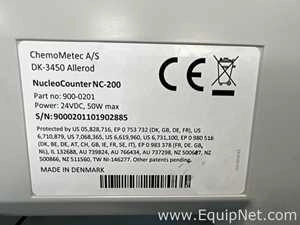 ChemoMetec A/S
DK-3450 Allerod
NucleoCounter NC-200
Part no: 900-0201
Power: 24VDC, 50W max
S/N:9000201101902885
Protected by US 05,828,716, EP 0 753 732 (DK, GB, DE, FR), US
6,710,879, US 7,068,365, US 6,619,960, US 6,731,100, EP 0 980 516
(DK, BE, DE, AT, CH, GB, IE, FR, SE, IT), EP 0 983 378 (FR, DE, GB,
NL), IL 132688, AU 739824, AU 766434, AU 737298, NZ
NZ 500866, NZ 511560, TW NI-146277. Other patents pending.
MADE IN DENMARK
CE
www.EquipNet.com